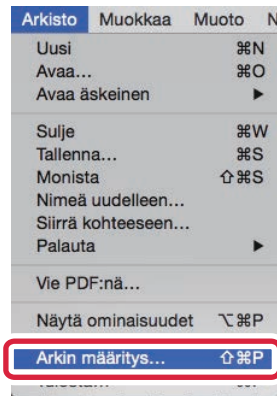 Arkisto Muokkaa Muoto N
Uusi ⌘N
Avaa... ⌘O
Avaa äskeinen ▶
Sulje ⌘W
Tallenna... ⌘S
Monista ⇧⌘S
Nimeä uudelleen...
Siirrä kohteeseen...
Palauta ▶
Vie PDF:nä...
Näytä ominaisuudet ⌥⌘P
Arkin määritys... ⇧⌘P